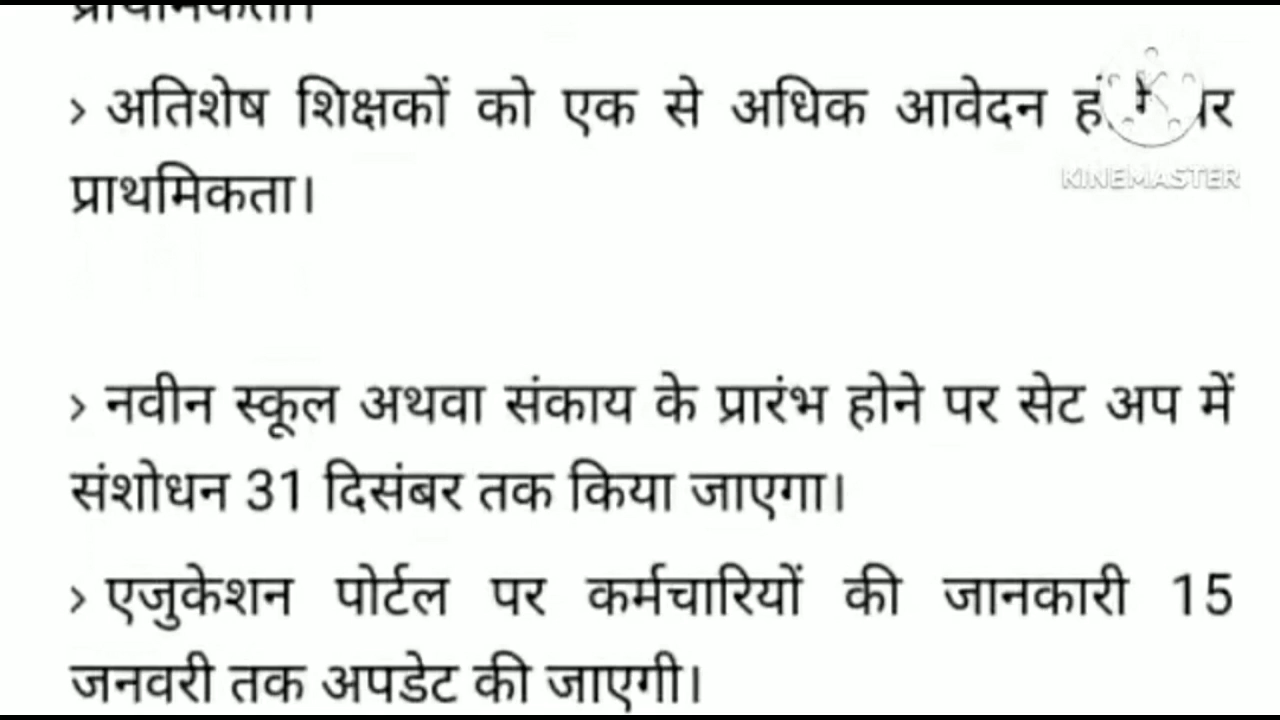 > अतिशेष शिक्षकों को एक से अधिक आवेदन
प्राथमिकता।
KINEMASTER
> नवीन स्कूल अथवा संकाय के प्रारंभ होने पर सेट अप में
संशोधन 31 दिसंबर तक किया जाएगा।
> एजुकेशन पोर्टल पर कर्मचारियों की जानकारी 15
जनवरी तक अपडेट की जाएगी।